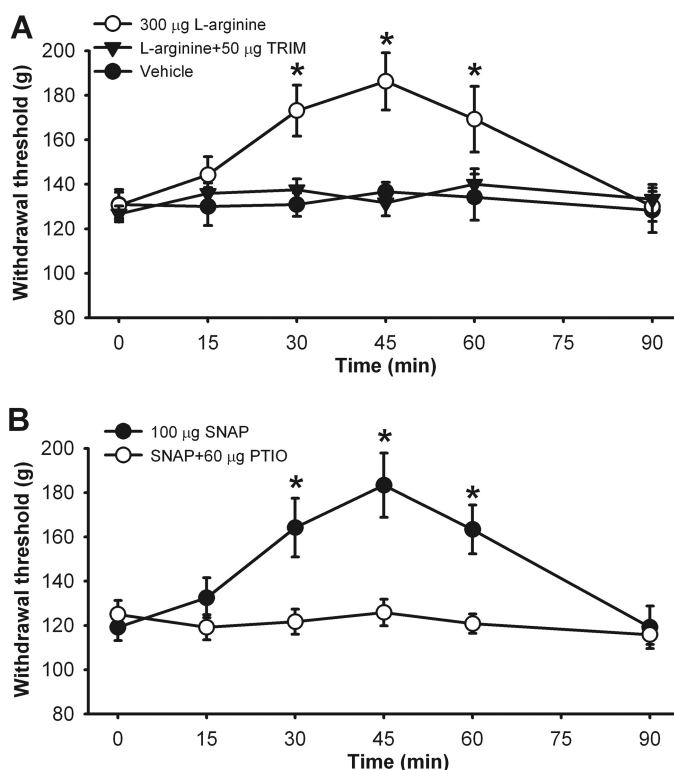 A
300 μg L-arginine
L-arginine+50 μg TRIM
Vehicle
Withdrawal threshold (g)
200
180
160
140
120
100
80
* * *
0 15 30 45 60 75 90
Time (min)
B
100 μg SNAP
SNAP+60 μg PTIO
Withdrawal threshold (g)
200
180
160
140
120
100
80
* * *
0 15 30 45 60 75 90
Time (min)